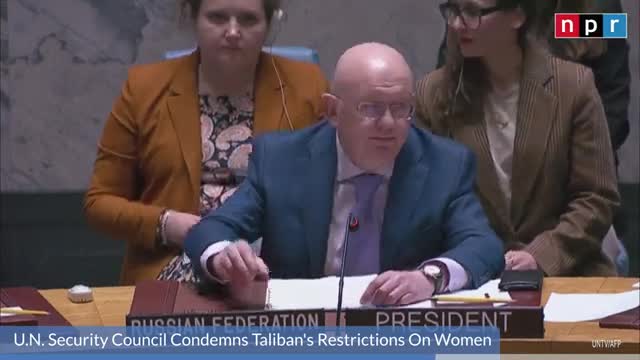 npr
RUSSIAN FEDERATION PRESIDENT
U.N. Security Council Condemns Taliban's Restrictions On Women
UNTV/AFP